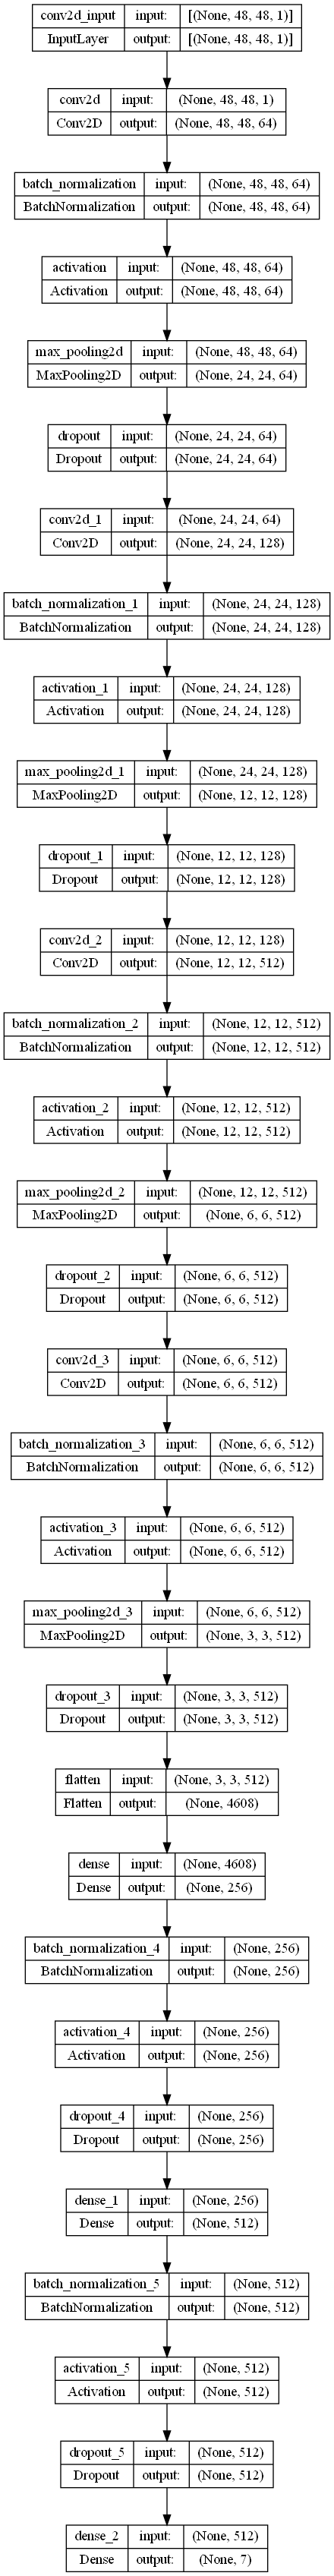 conv2d_input input: [(None, 48, 48, 1)]
InputLayer output: [(None, 48, 48, 1)]
conv2d input: (None, 48, 48, 1)
Conv2D output: (None, 48, 48, 64)
batch_normalization input: (None, 48, 48, 64)
BatchNormalization output: (None, 48, 48, 64)
activation input: (None, 48, 48, 64)
Activation output: (None, 48, 48, 64)
max_pooling2d input: (None, 48, 48, 64)
MaxPooling2D output: (None, 24, 24, 64)
dropout input: (None, 24, 24, 64)
Dropout output: (None, 24, 24, 64)
conv2d_1 input: (None, 24, 24, 64)
Conv2D output: (None, 24, 24, 128)
batch_normalization_1 input: (None, 24, 24, 128)
BatchNormalization output: (None, 24, 24, 128)
activation_1 input: (None, 24, 24, 128)
Activation output: (None, 24, 24, 128)
max_pooling2d_1 input: (None, 24, 24, 128)
MaxPooling2D output: (None, 12, 12, 128)
dropout_1 input: (None, 12, 12, 128)
Dropout output: (None, 12, 12, 128)
conv2d_2 input: (None, 12, 12, 128)
Conv2D output: (None, 12, 12, 512)
batch_normalization_2 input: (None, 12, 12, 512)
BatchNormalization output: (None, 12, 12, 512)
activation_2 input: (None, 12, 12, 512)
Activation output: (None, 12, 12, 512)
max_pooling2d_2 input: (None, 12, 12, 512)
MaxPooling2D output: (None, 6, 6, 512)
dropout_2 input: (None, 6, 6, 512)
Dropout output: (None, 6, 6, 512)
conv2d_3 input: (None, 6, 6, 512)
Conv2D output: (None, 6, 6, 512)
batch_normalization_3 input: (None, 6, 6, 512)
BatchNormalization output: (None, 6, 6, 512)
activation_3 input: (None, 6, 6, 512)
Activation output: (None, 6, 6, 512)
max_pooling2d_3 input: (None, 6, 6, 512)
MaxPooling2D output: (None, 3, 3, 512)
dropout_3 input: (None, 3, 3, 512)
Dropout output: (None, 3, 3, 512)
flatten input: (None, 3, 3, 512)
Flatten output: (None, 4608)
dense input: (None, 4608)
Dense output: (None, 256)
batch_normalization_4 input: (None, 256)
BatchNormalization output: (None, 256)
activation_4 input: (None, 256)
Activation output: (None, 256)
dropout_4 input: (None, 256)
Dropout output: (None, 256)
dense_1 input: (None, 256)
Dense output: (None, 512)
batch_normalization_5 input: (None, 512)
BatchNormalization output: (None, 512)
activation_5 input: (None, 512)
Activation output: (None, 512)
dropout_5 input: (None, 512)
Dropout output: (None, 512)
dense_2 input: (None, 512)
Dense output: (None, 7)